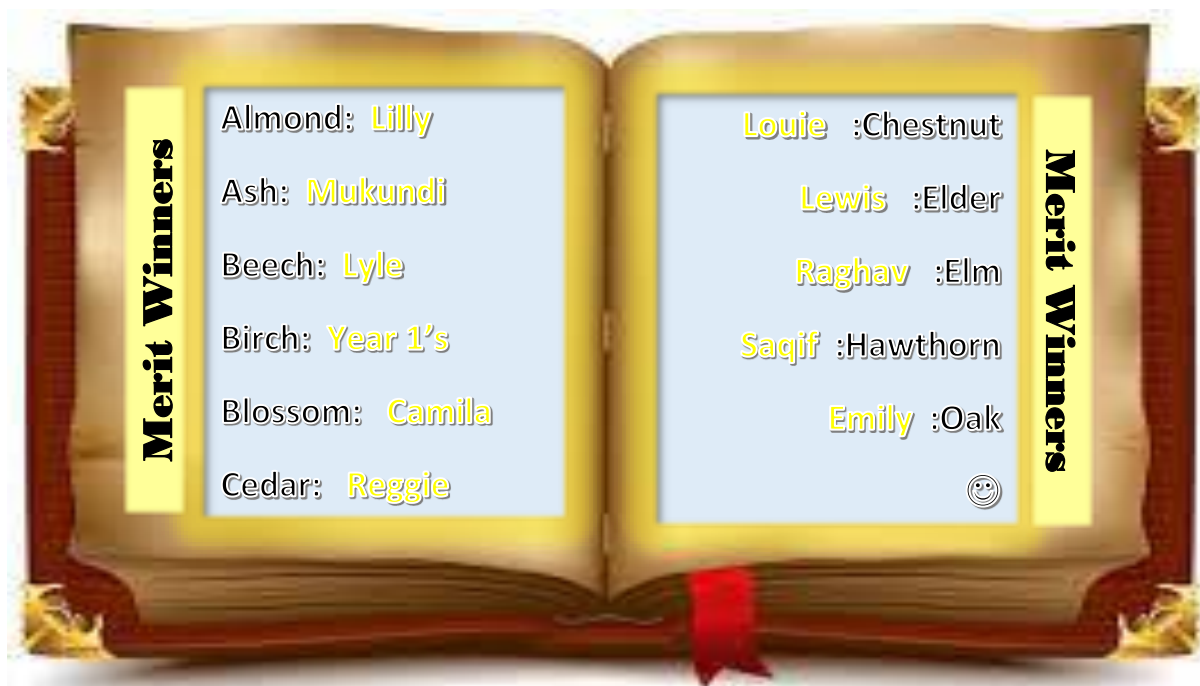 Merit Winners
Almond: Lilly
Ash: Mukundi
Beech: Lyle
Birch: Year 1’s
Blossom: Camila
Cedar: Reggie
Louie :Chestnut
Lewis :Elder
Raghav :Elm
Saqif :Hawthorn
Emily :Oak
☺
Merit Winners